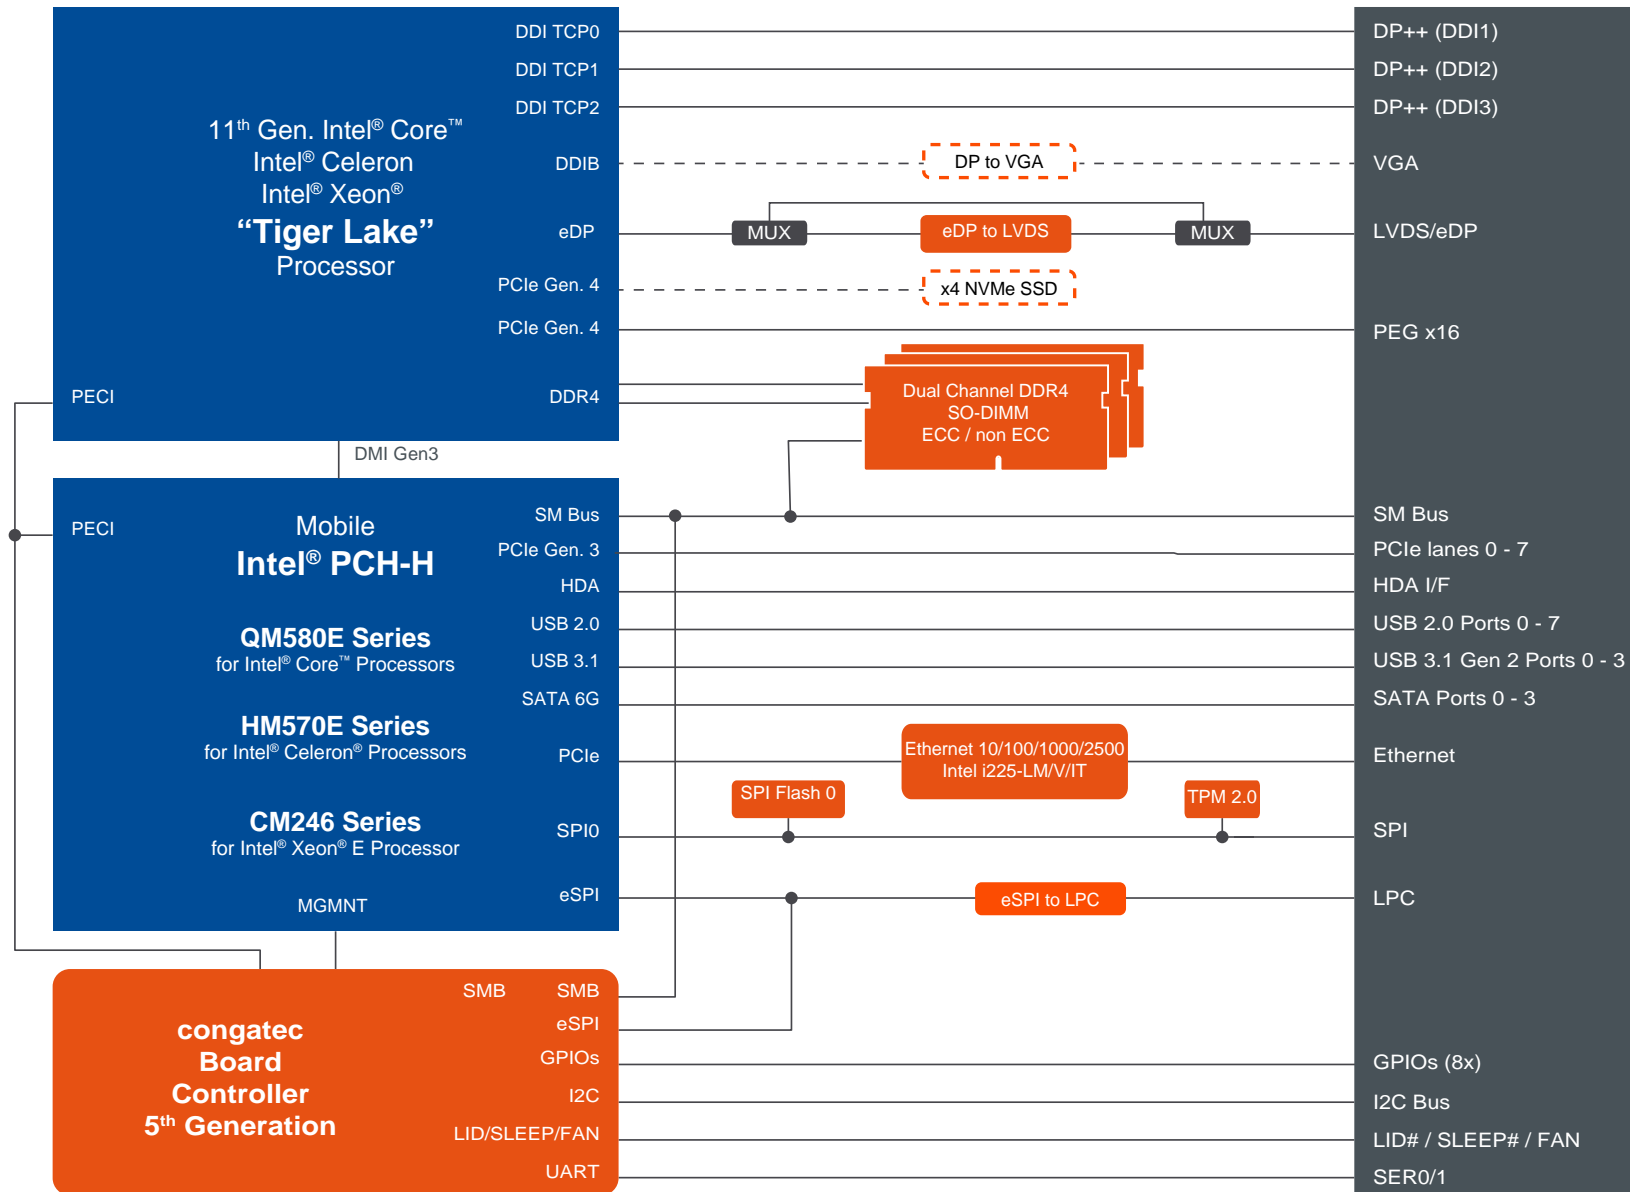 DDI TCP0
DP++ (DDI1)
DDI TCP1
DP++ (DDI2)
DDI TCP2
DP++ (DDI3)
11th Gen. Intel® Core™
Intel® Celeron
Intel® Xeon®
“Tiger Lake”
Processor
DDIB
DP to VGA
VGA
eDP
MUX
eDP to LVDS
MUX
LVDS/eDP
PCIe Gen. 4
x4 NVMe SSD
PCIe Gen. 4
PEG x16
PECI
DDR4
Dual Channel DDR4
SO-DIMM
ECC / non ECC
DMI Gen3
PECI
Mobile
Intel® PCH-H
QM580E Series
for Intel® Core™ Processors
HM570E Series
for Intel® Celeron® Processors
CM246 Series
for Intel® Xeon® E Processor
MGMNT
SM Bus
SM Bus
PCIe Gen. 3
PCIe lanes 0 - 7
HDA
HDA I/F
USB 2.0
USB 2.0 Ports 0 - 7
USB 3.1
USB 3.1 Gen 2 Ports 0 - 3
SATA 6G
SATA Ports 0 - 3
PCIe
Ethernet 10/100/1000/2500
Intel i225-LM/V/IT
Ethernet
SPI Flash 0
TPM 2.0
SPI0
SPI
eSPI
eSPI to LPC
LPC
congatec
Board
Controller
5th Generation
SMB
SMB
eSPI
GPIOs
GPIOs (8x)
I2C
I2C Bus
LID/SLEEP/FAN
LID# / SLEEP# / FAN
UART
SER0/1